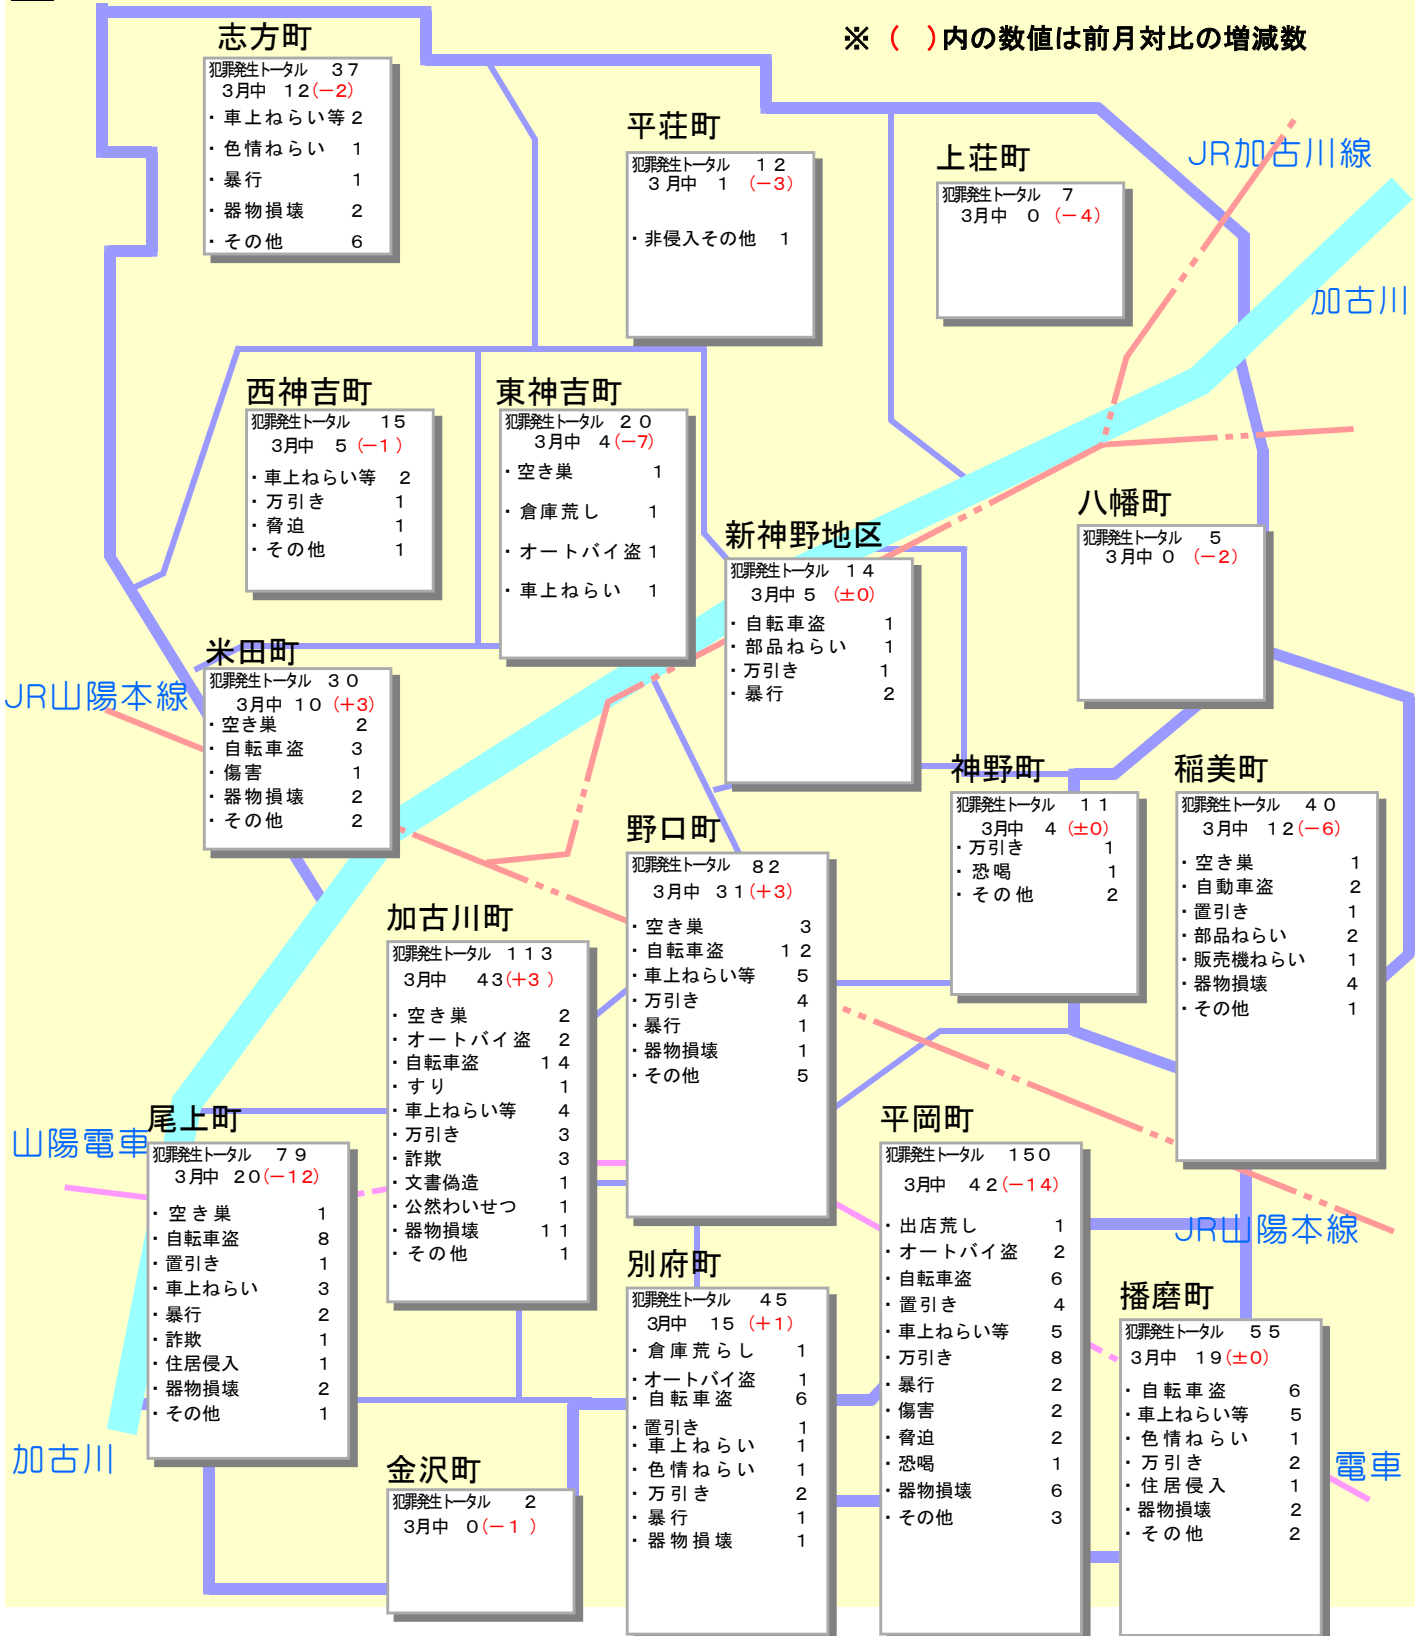 ※ （　）内の数値は前月対比の増減数
志方町
犯罪発生トータル　３７
３月中　１２(－2)
・車上ねらい等 2
・色情ねらい　1
・暴行　1
・器物損壊　2
・その他　6
平荘町
犯罪発生トータル　１２
３月中　1　(－3)
・非侵入その他　1
上荘町
犯罪発生トータル　7
３月中　0　(－4)
JR加古川線
加古川
西神吉町
犯罪発生トータル　15
３月中　5　(－1)
・車上ねらい等　2
・万引き　1
・脅迫　1
・その他　1
東神吉町
犯罪発生トータル　２０
３月中　4(－7)
・空き巣　1
・倉庫荒し　1
・オートバイ盗 1
・車上ねらい　1
新神野地区
犯罪発生トータル　１４
３月中 5　(±0)
・自転車盗　1
・部品ねらい　1
・万引き　1
・暴行　2
八幡町
犯罪発生トータル　5
３月中 0　(－2)
米田町
犯罪発生トータル　３０
３月中　10 (＋3)
・空き巣　2
・自転車盗　3
・傷害　1
・器物損壊　2
・その他　2
JR山陽本線
神野町
犯罪発生トータル　１１
３月中　4　(±0)
・万引き　1
・恐喝　1
・その他　2
稲美町
犯罪発生トータル　４０
３月中　１２(－6)
・空き巣　1
・自動車盗　2
・置引き　1
・部品ねらい　2
・販売機ねらい　1
・器物損壊　4
・その他　1
野口町
犯罪発生トータル　８２
３月中　３１(＋3)
・空き巣　3
・自転車盗　１２
・車上ねらい等　5
・万引き　4
・暴行　1
・器物損壊　1
・その他　5
加古川町
犯罪発生トータル　１１３
３月中　４３(＋3)
・空き巣　2
・オートバイ盗　2
・自転車盗　１４
・すり　1
・車上ねらい等　4
・万引き　3
・詐欺　3
・文書偽造　1
・公然わいせつ　1
・器物損壊　１１
・その他　1
尾上町
山陽電車
犯罪発生トータル　７９
３月中　20(－12)
・空き巣　1
・自転車盗　8
・置引き　1
・車上ねらい　3
・暴行　2
・詐欺　1
・住居侵入　1
・器物損壊　2
・その他　1
加古川
平岡町
犯罪発生トータル　150
３月中　４２(－14)
・出店荒し　1
・オートバイ盗　2
・自転車盗　6
・置引き　4
・車上ねらい等　5
・万引き　8
・暴行　2
・傷害　2
・脅迫　2
・恐喝　1
・器物損壊　6
・その他　3
JR山陽本線
別府町
犯罪発生トータル　４５
３月中　15　(＋1)
・倉庫荒らし　1
・オートバイ盗　1
・自転車盗　6
・置引き　1
・車上ねらい　1
・色情ねらい　1
・万引き　2
・暴行　1
・器物損壊　1
播磨町
犯罪発生トータル　５５
３月中　19(±0)
・自転車盗　6
・車上ねらい等　5
・色情ねらい　1
・万引き　2
・住居侵入　1
・器物損壊　2
・その他　2
電車
金沢町
犯罪発生トータル　2
３月中　0(－1)